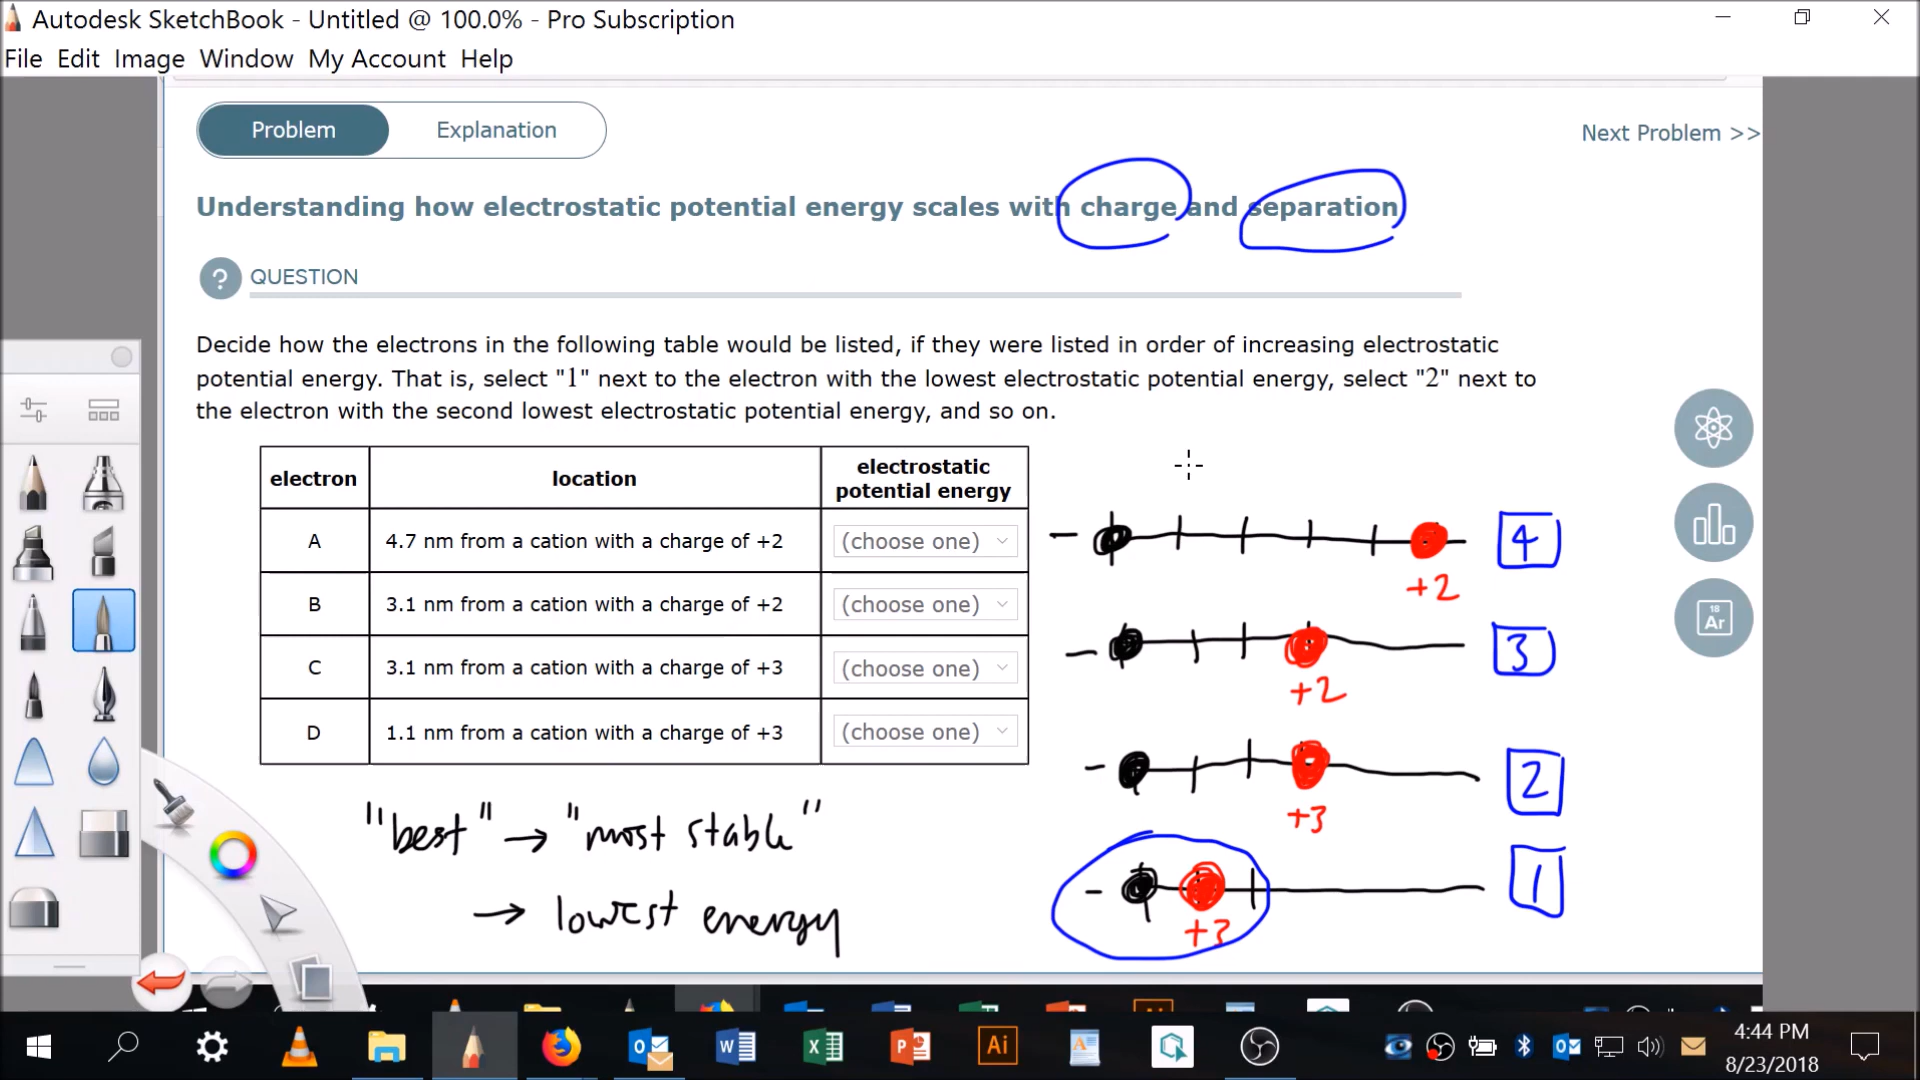 Autodesk SketchBook - Untitled @ 100.0% - Pro Subscription
File Edit Image Window My Account Help
Problem
Explanation
Next Problem >>
Understanding how electrostatic potential energy scales with charge and separation
? QUESTION
Decide how the electrons in the following table would be listed, if they were listed in order of increasing electrostatic
potential energy. That is, select "1" next to the electron with the lowest electrostatic potential energy, select "2" next to
the electron with the second lowest electrostatic potential energy, and so on.
electron
location
electrostatic
potential energy
A
4.7 nm from a cation with a charge of +2
(choose one)
B
3.1 nm from a cation with a charge of +2
(choose one)
C
3.1 nm from a cation with a charge of +3
(choose one)
D
1.1 nm from a cation with a charge of +3
(choose one)
"best" → "most stable"
→ lowest energy
-
+2
4
-
+2
3
-
+3
2
-
+3
1
18
Ar
Ai
4:44 PM
8/23/2018